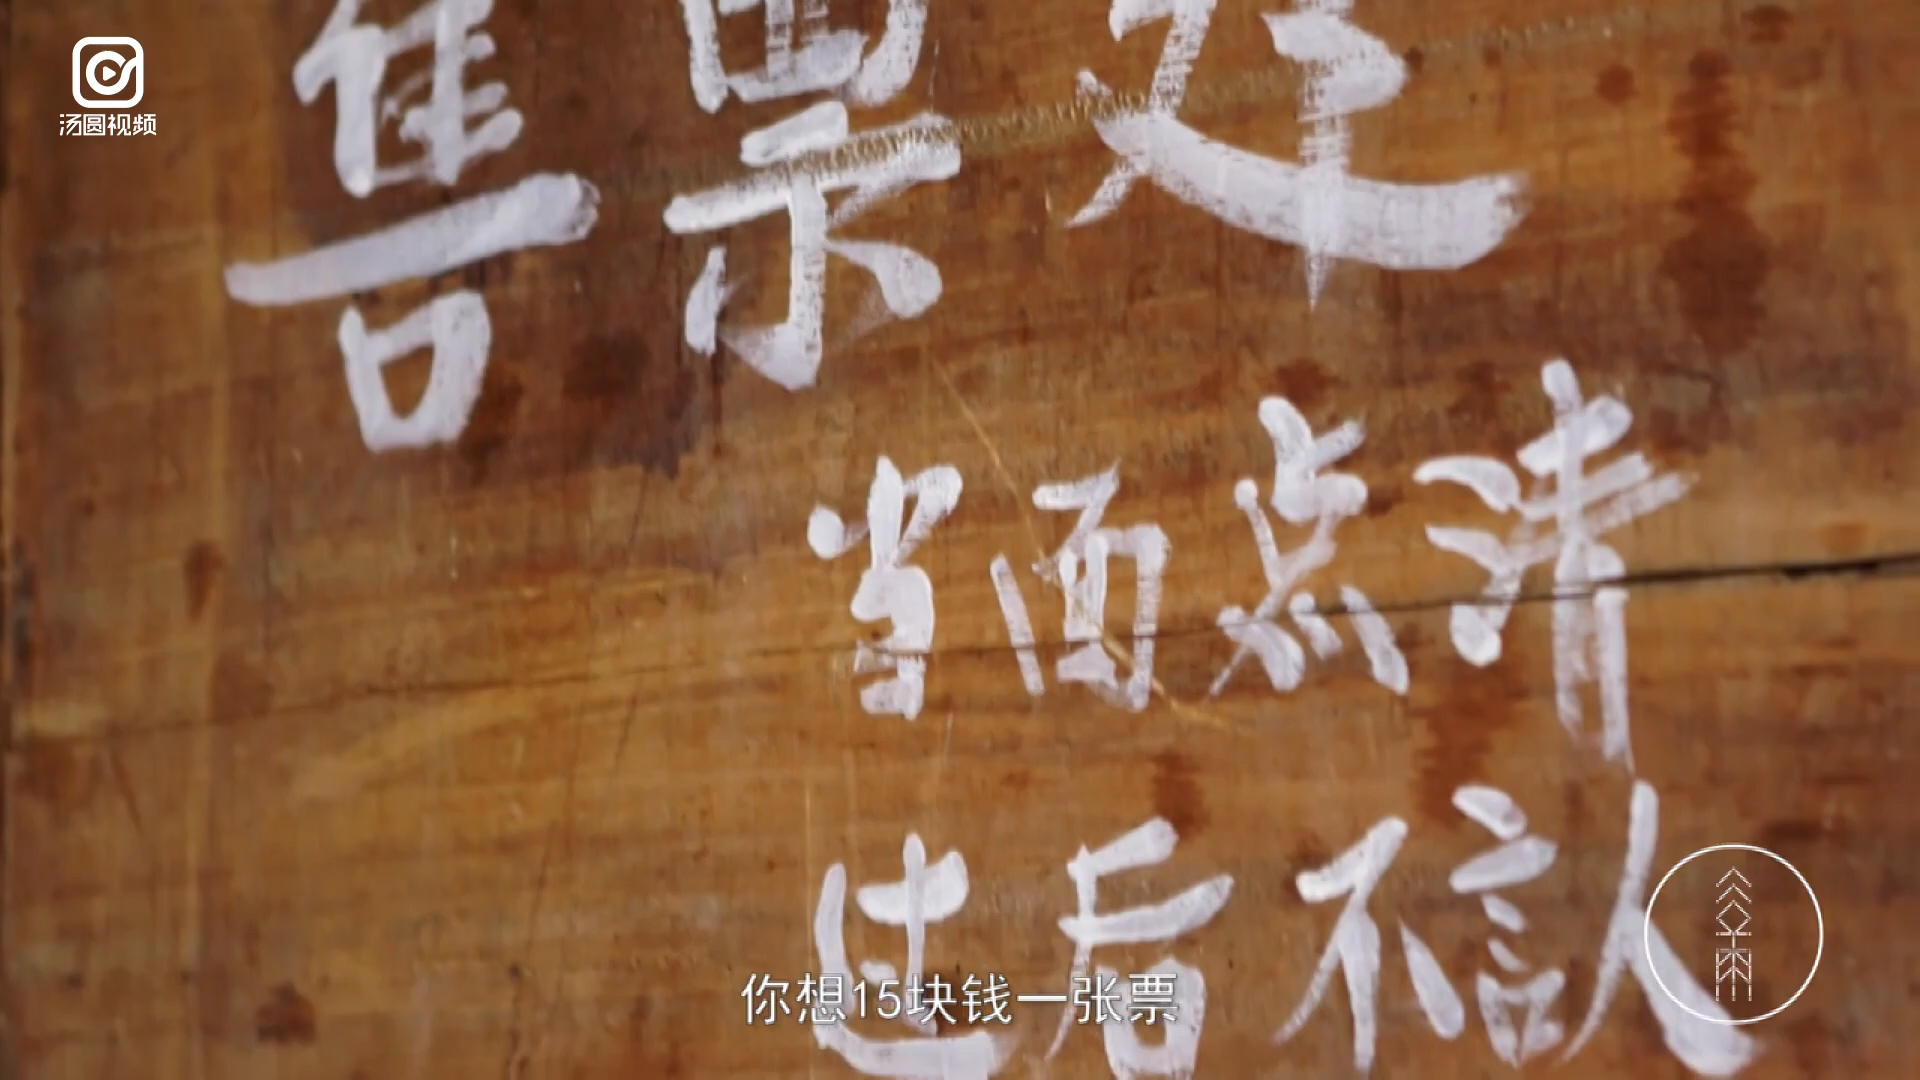 汤圆视频
售票处
当面点清
过后不认
你想15块钱一张票